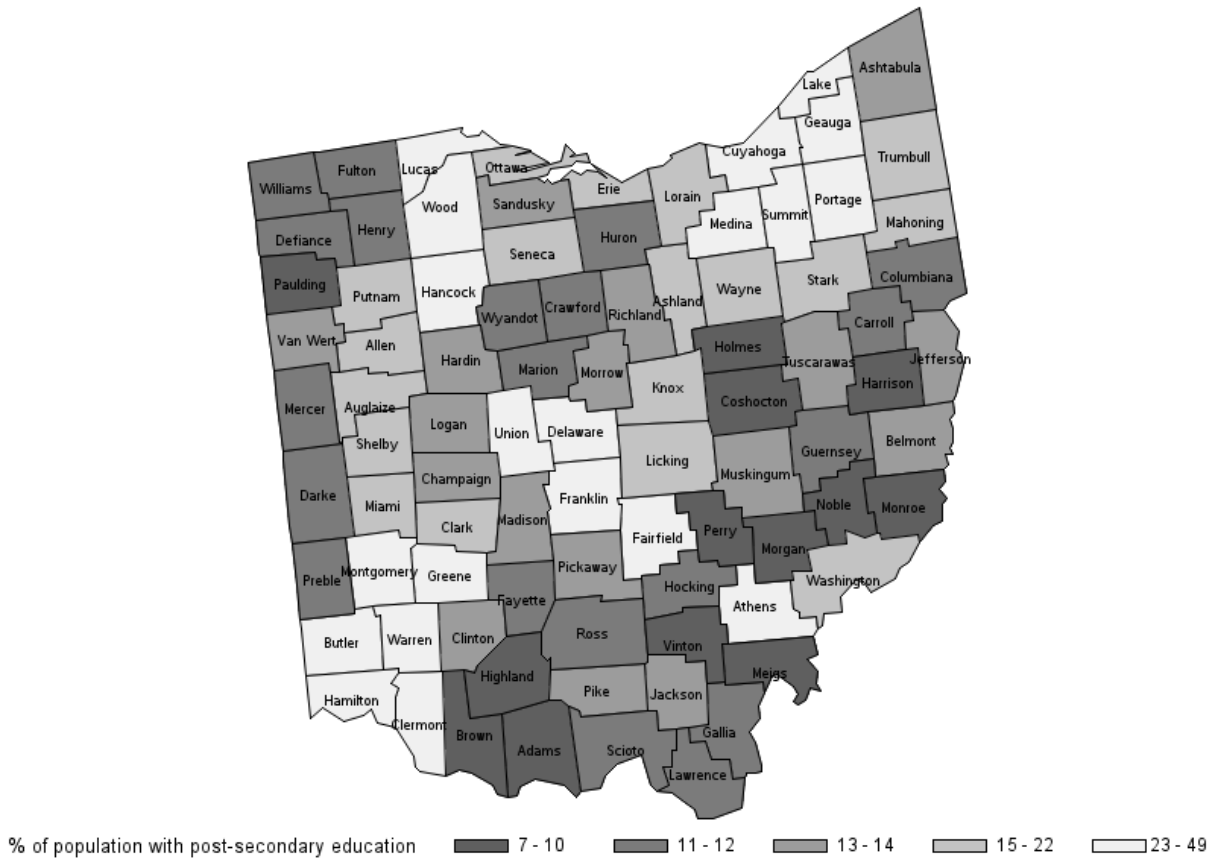 Ashtabula
Lake
Geauga
Cuyahoga
Trumbull
Lucas
Ottawa
Fulton
Williams
Erie
Lorain
Wood
Sandusky
Portage
Summit
Medina
Mahoning
Henry
Huron
Defiance
Seneca
Columbiana
Stark
Paulding
Wayne
Hancock
Putnam
Ashland
Crawford
Richland
Wyandot
Carroll
Van Wert
Allen
Holmes
Jefferson
Hardin
Tuscarawas
Marion
Morrow
Harrison
Knox
Coshocton
Mercer
Auglaize
Logan
Union
Delaware
Belmont
Shelby
Guernsey
Licking
Muskingum
Champaign
Darke
Franklin
Miami
Noble
Monroe
Madison
Clark
Perry
Fairfield
Morgan
Pickaway
Montgomery
Greene
Preble
Washington
Hocking
Fayette
Athens
Ross
Clinton
Warren
Butler
Vinton
Meigs
Highland
Pike
Jackson
Hamilton
Clermont
Gallia
Brown
Adams
Scioto
Lawrence
% of population with post-secondary education 7 - 10 11 - 12 13 - 14 15 - 22 23 - 49